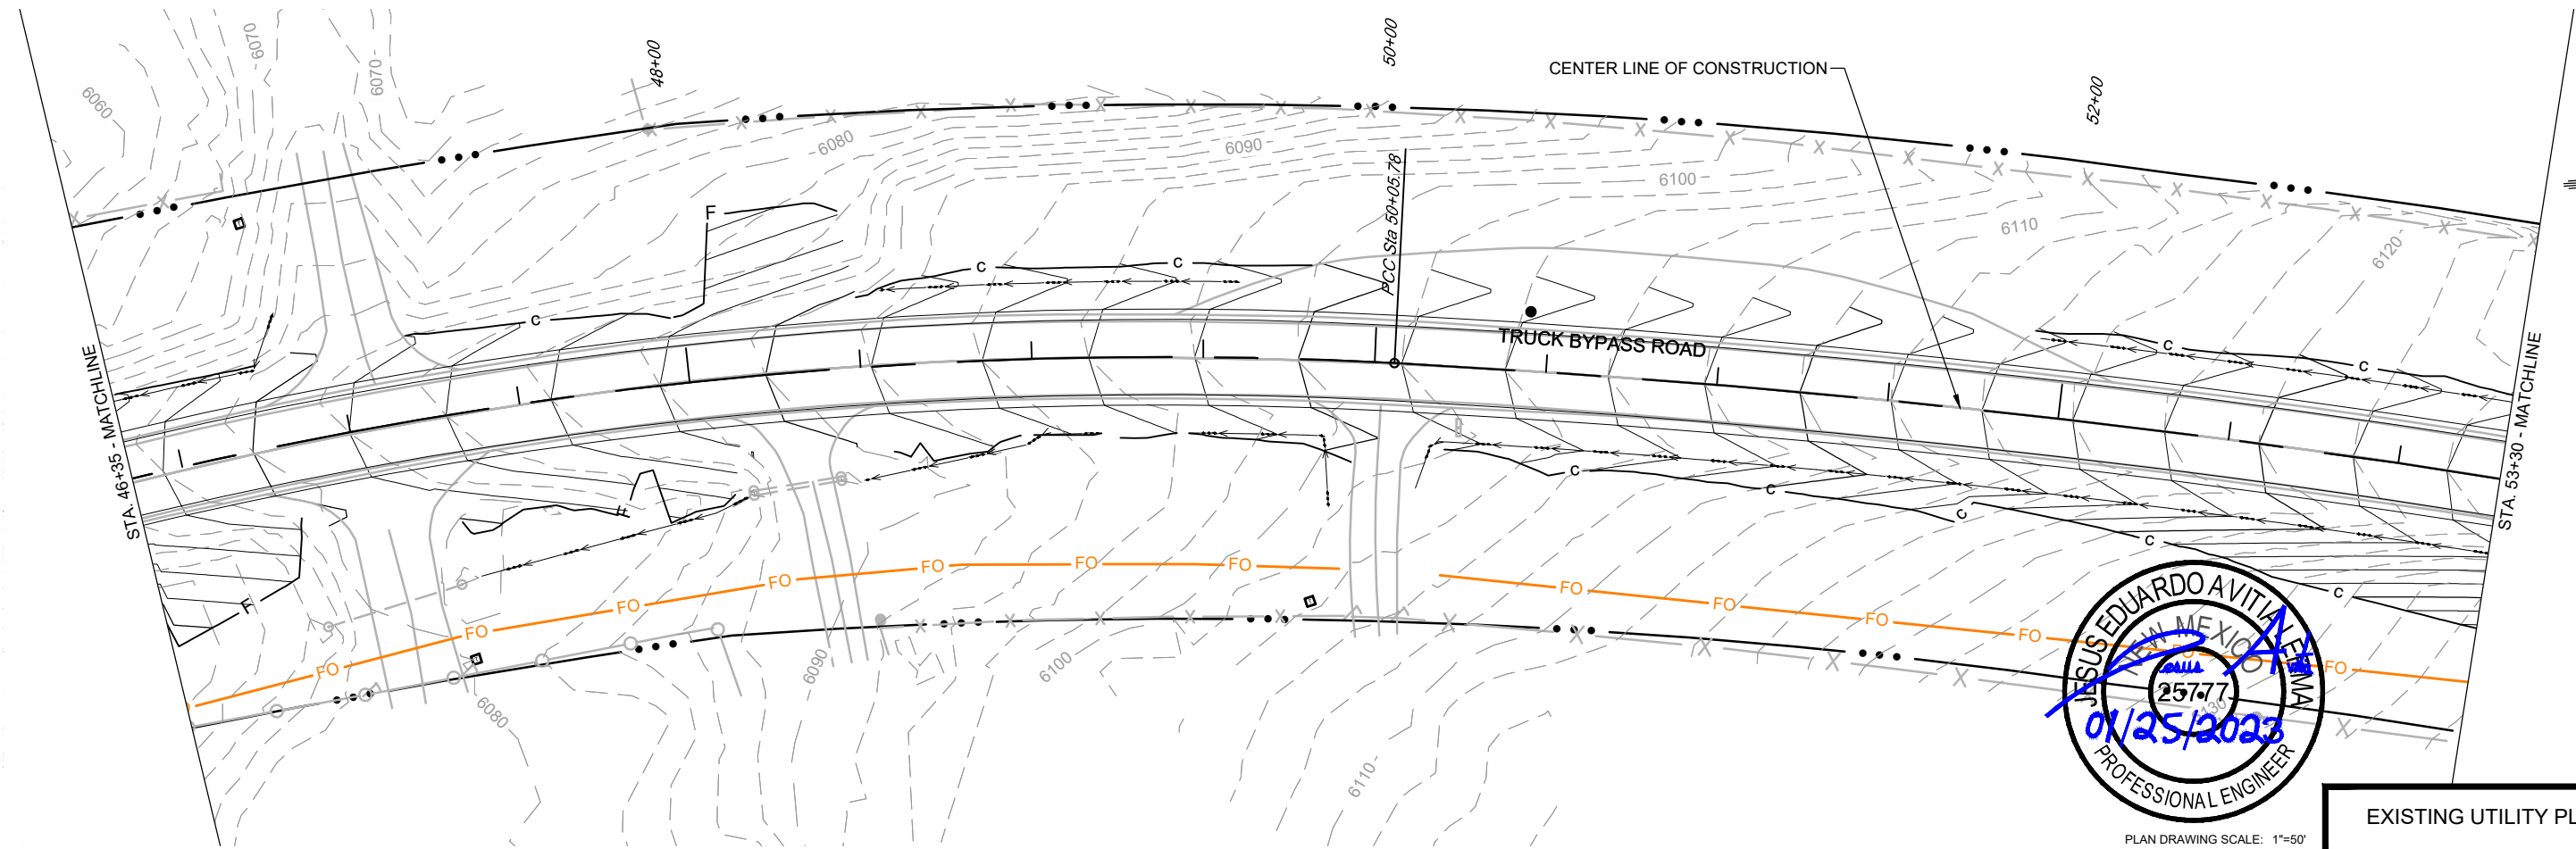 6070
6070
6060
48+00
50+00
CENTER LINE OF CONSTRUCTION
52+00
6080
6090
6100
6110
6120
PCC Sta 50+05.78
F
C
C
C
TRUCK BYPASS ROAD
C
C
STA. 46+35 - MATCHLINE
STA. 53+30 - MATCHLINE
C
C
C
C
C
F
F
FO
FO
FO
FO
FO
FO
FO
FO
FO
FO
FO
FO
FO
6080
6090
6100
6110
6130
JESUS EDUARDO AVITIA LERMA
NEW MEXICO
25777
01/25/2023
PROFESSIONAL ENGINEER
PLAN DRAWING SCALE: 1"=50'
EXISTING UTILITY PL